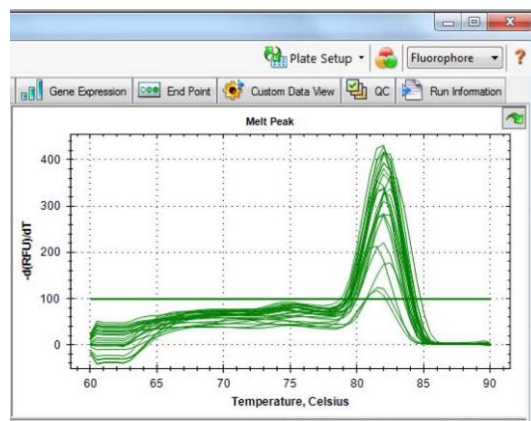 Plate Setup
Fluorophore
?
Gene Expression
End Point
Custom Data View
QC
Run Information
Melt Peak
400
300
200
100
0
-d(RFU)/dT
60 65 70 75 80 85 90
Temperature, Celsius